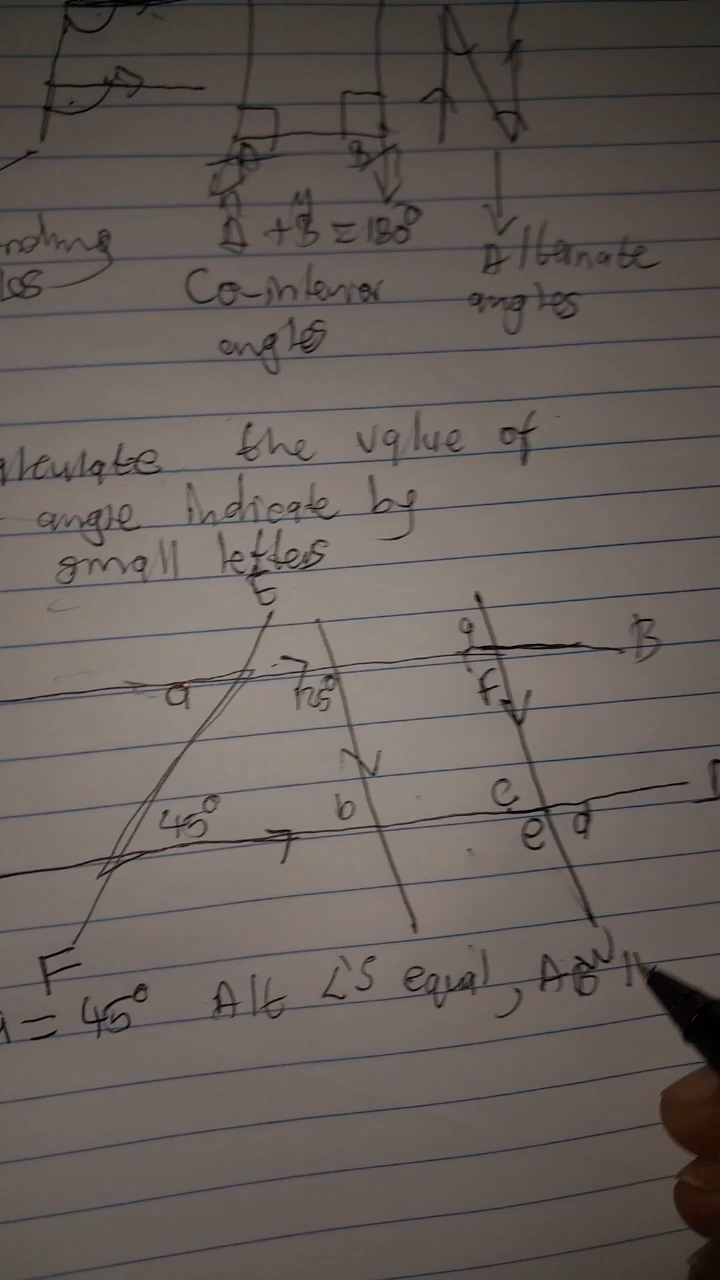 A B
Â + B̂ = 180°
Alternate
Co-interior angles
angles
the value of
angle indicate by
small letters
E
g B
a 125° f
45° b c
e d
F
= 45° Alt ∠'s equal, AB ||